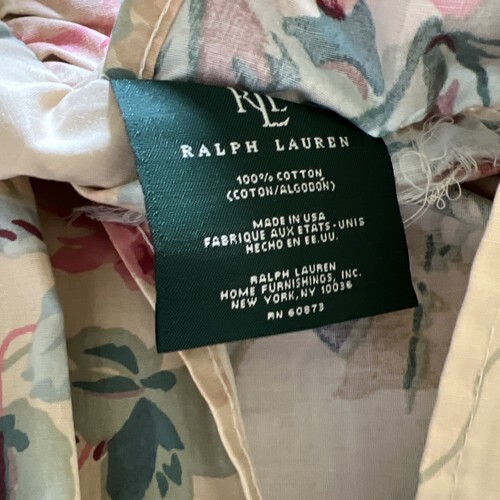 RLL
RALPH LAUREN
100% COTTON
(COTON/ALGODÓN)
MADE IN USA
FABRIQUE AUX ETATS-UNIS
HECHO EN EE.UU.
RALPH LAUREN
HOME FURNISHINGS, INC.
NEW YORK, NY 10036
RN 60873